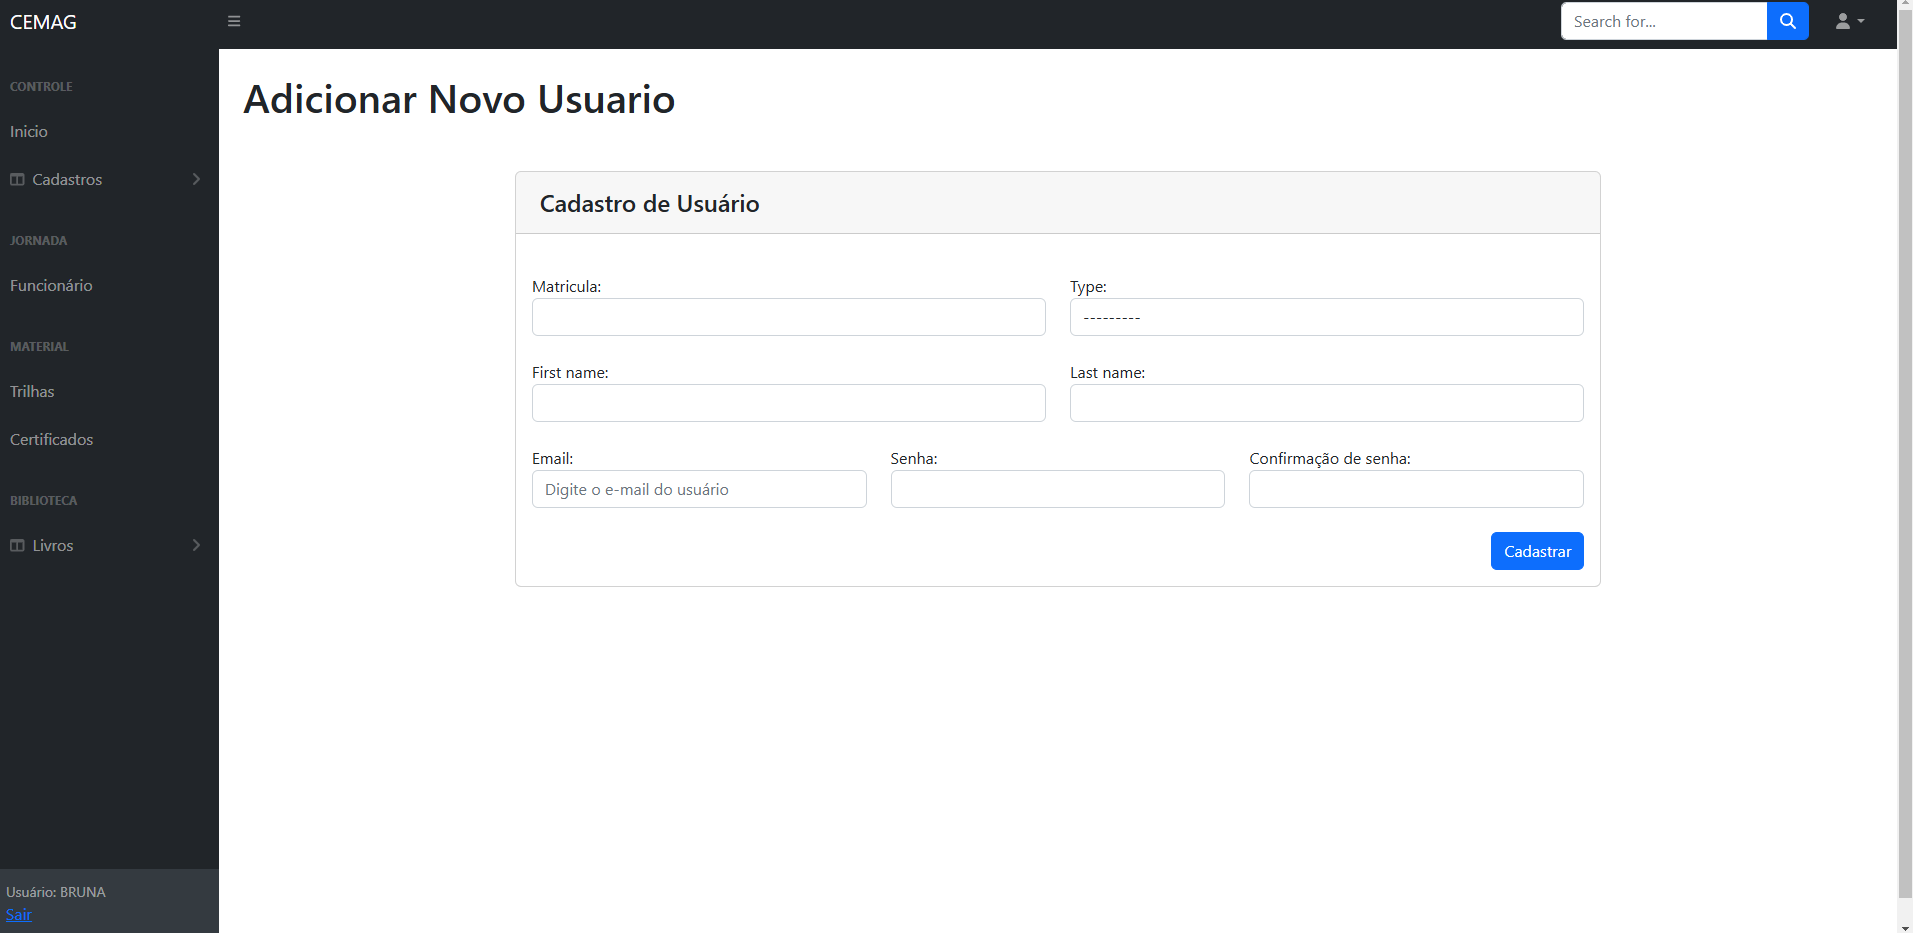 CEMAG
Search for...
CONTROLE
Inicio
Cadastros
JORNADA
Funcionário
MATERIAL
Trilhas
Certificados
BIBLIOTECA
Livros
Usuário: BRUNA
Sair
Adicionar Novo Usuario
Cadastro de Usuário
Matricula:
Type:
---------
First name:
Last name:
Email:
Senha:
Confirmação de senha:
Digite o e-mail do usuário
Cadastrar